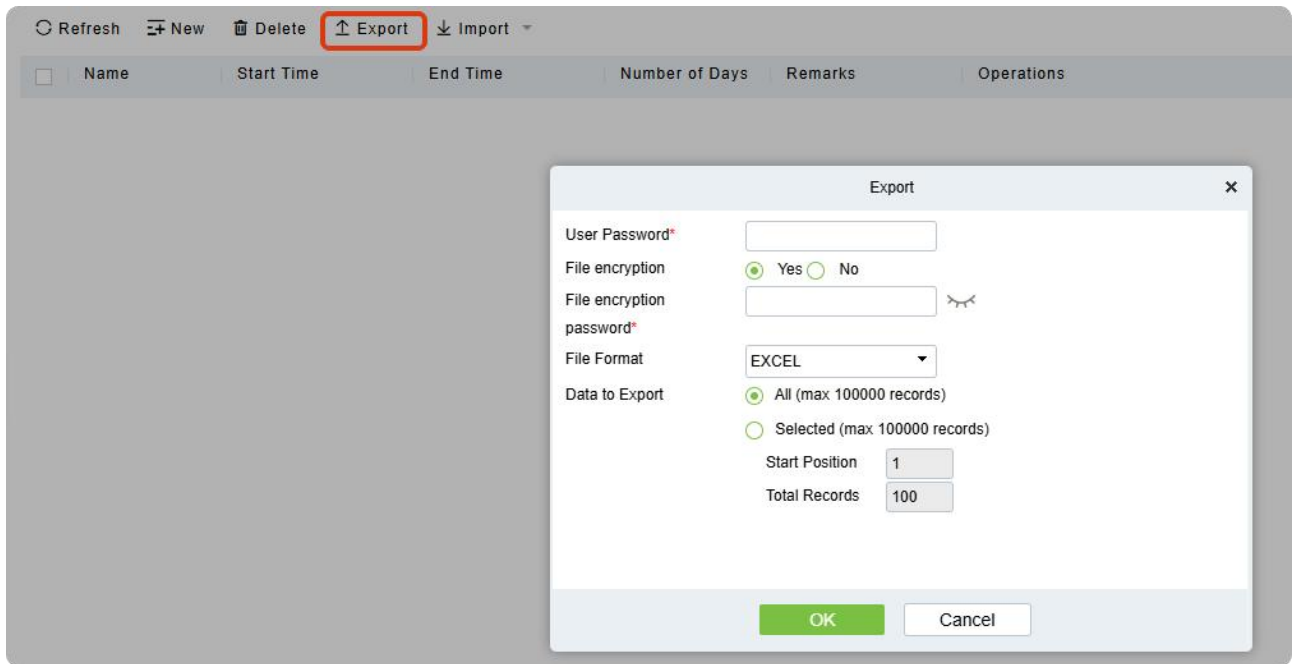 Refresh New Delete Export Import
Name Start Time End Time Number of Days Remarks Operations
Export ×
User Password*
File encryption Yes No
File encryption
password*
File Format EXCEL
Data to Export All (max 100000 records)
Selected (max 100000 records)
Start Position 1
Total Records 100
OK Cancel